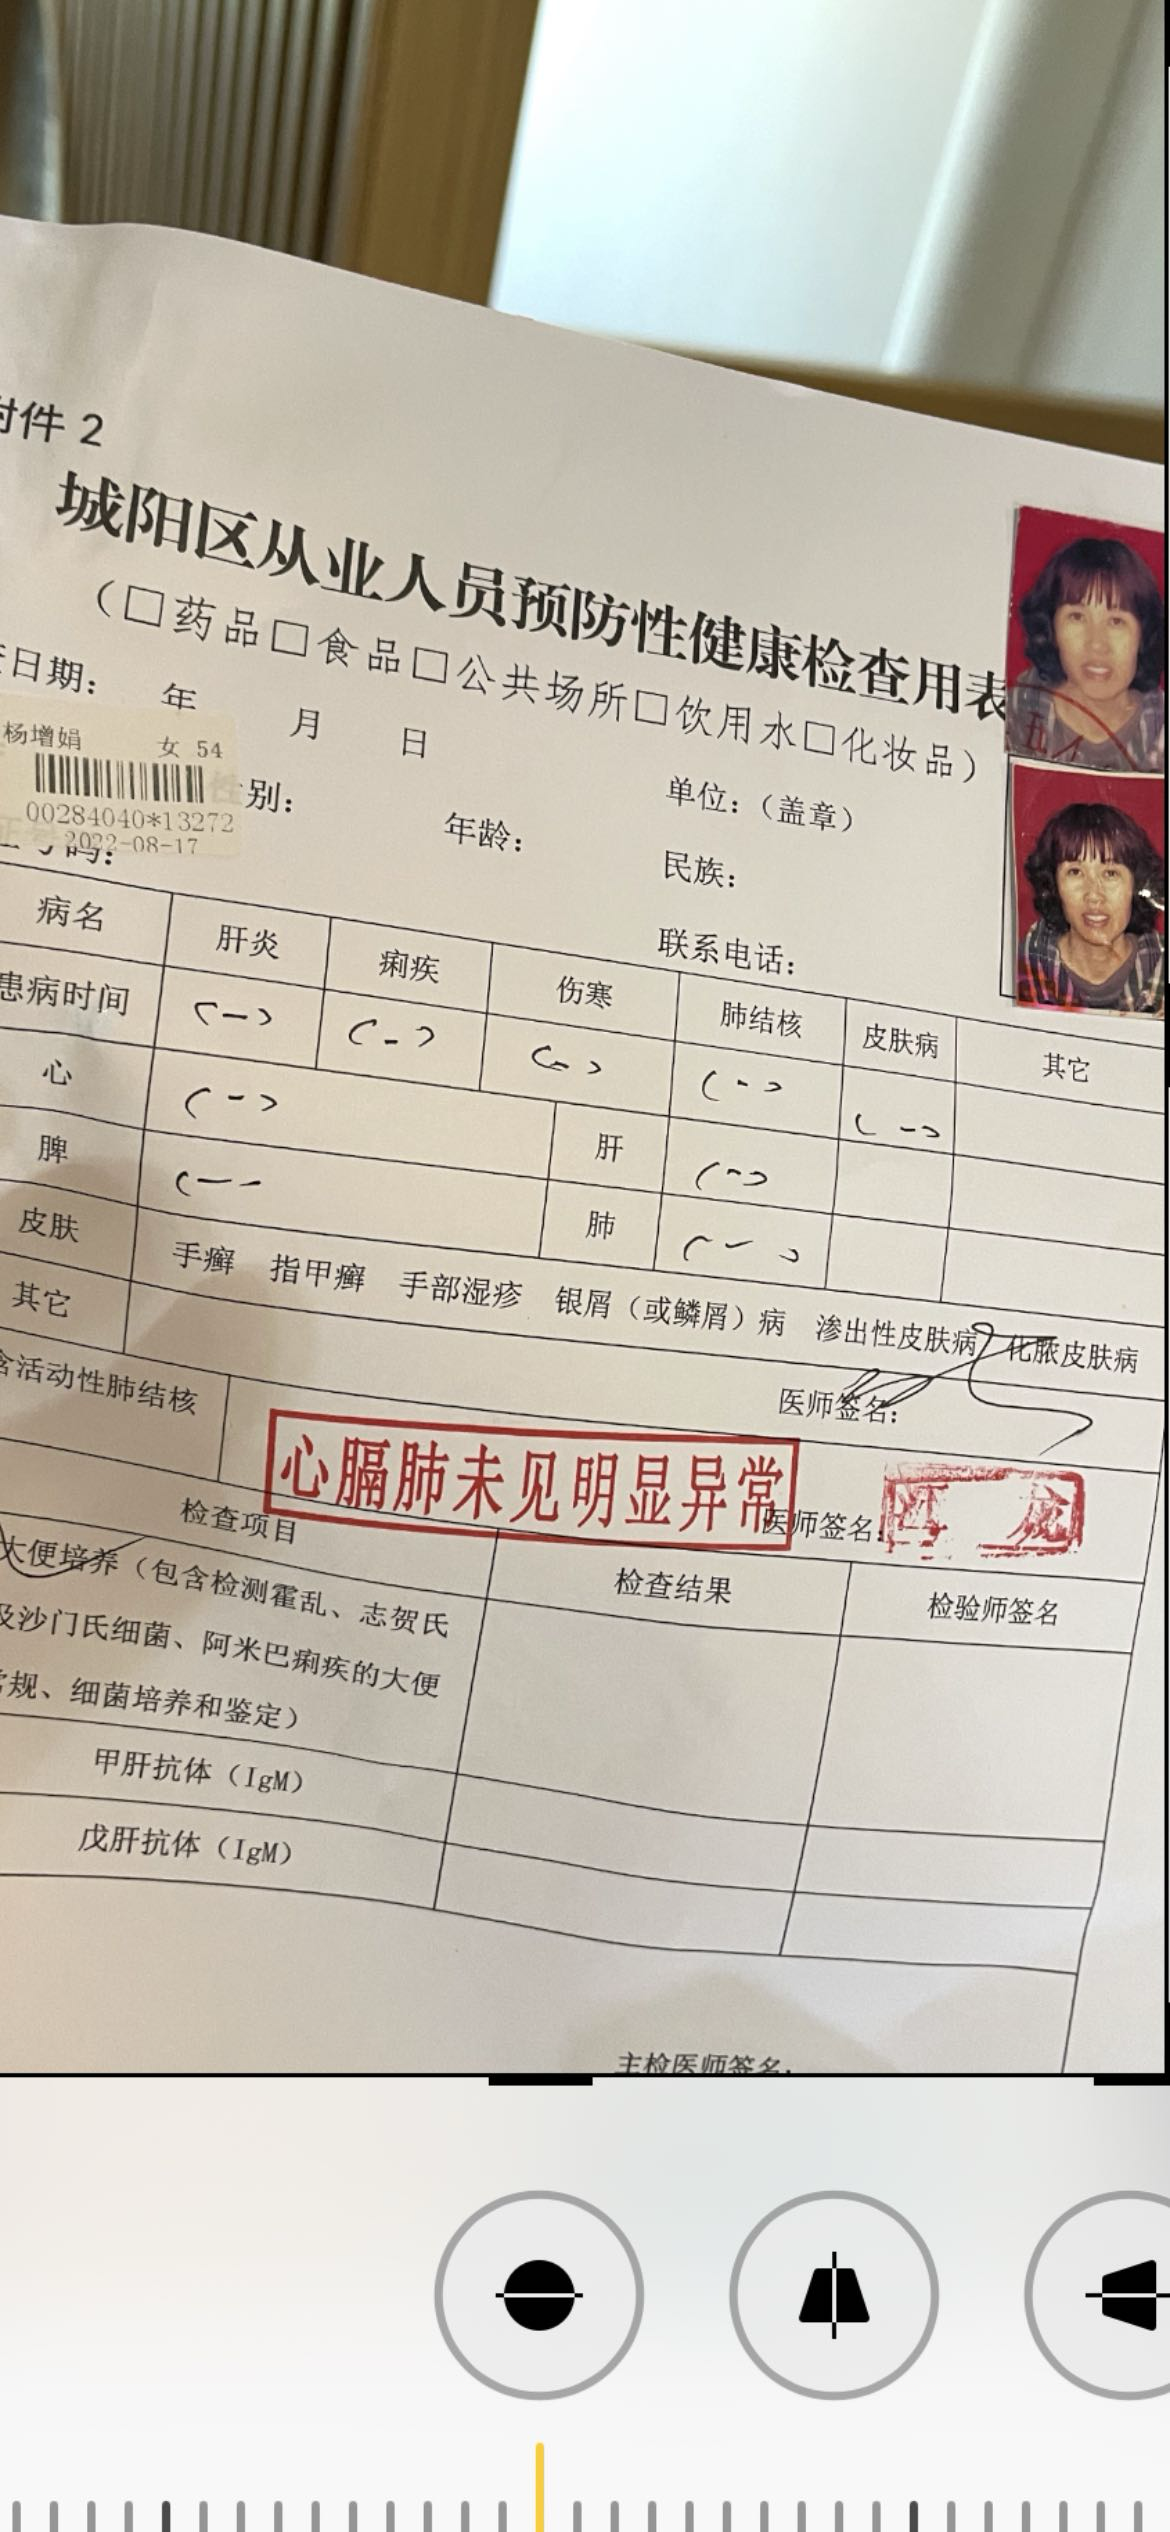 附件 2
城阳区从业人员预防性健康检查用表
（□药品□食品□公共场所□饮用水□化妆品）
日期： 年 月 日
杨增娟 女 54
00284040*13272
2022-08-17
性别： 年龄： 单位：（盖章）
民族：
号码： 联系电话：
病名 肝炎 痢疾 伤寒 肺结核 皮肤病 其它
患病时间 (-) (-) (-) (-) (-)
心 (-) 肝 (-)
脾 (-- 肺 (-)
皮肤 手癣 指甲癣 手部湿疹 银屑（或鳞屑）病 渗出性皮肤病 化脓皮肤病
其它 医师签名：
含活动性肺结核 心膈肺未见明显异常 医师签名：
检查项目 检查结果 检验师签名
大便培养（包含检测霍乱、志贺氏
及沙门氏细菌、阿米巴痢疾的大便
常规、细菌培养和鉴定）
甲肝抗体（IgM）
戊肝抗体（IgM）
主检医师签名：